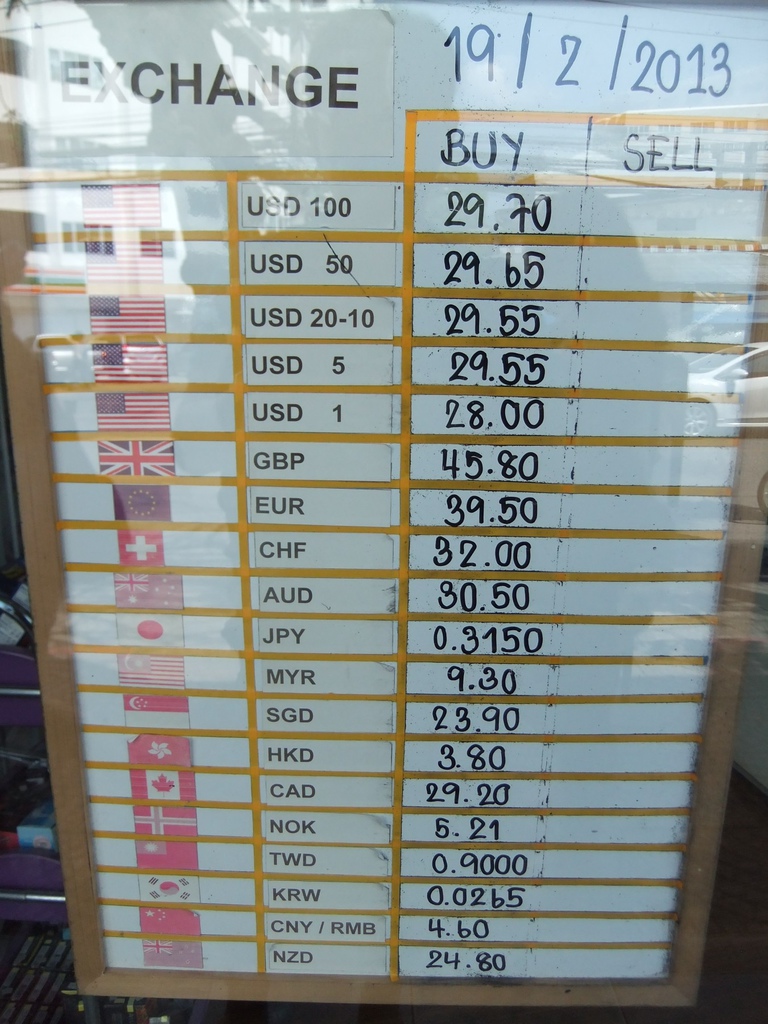 EXCHANGE 19/2/2013
BUY SELL
USD 100 29.70
USD 50 29.65
USD 20-10 29.55
USD 5 29.55
USD 1 28.00
GBP 45.80
EUR 39.50
CHF 32.00
AUD 30.50
JPY 0.3150
MYR 9.30
SGD 23.90
HKD 3.80
CAD 29.20
NOK 5.21
TWD 0.9000
KRW 0.0265
CNY / RMB 4.60
NZD 24.80